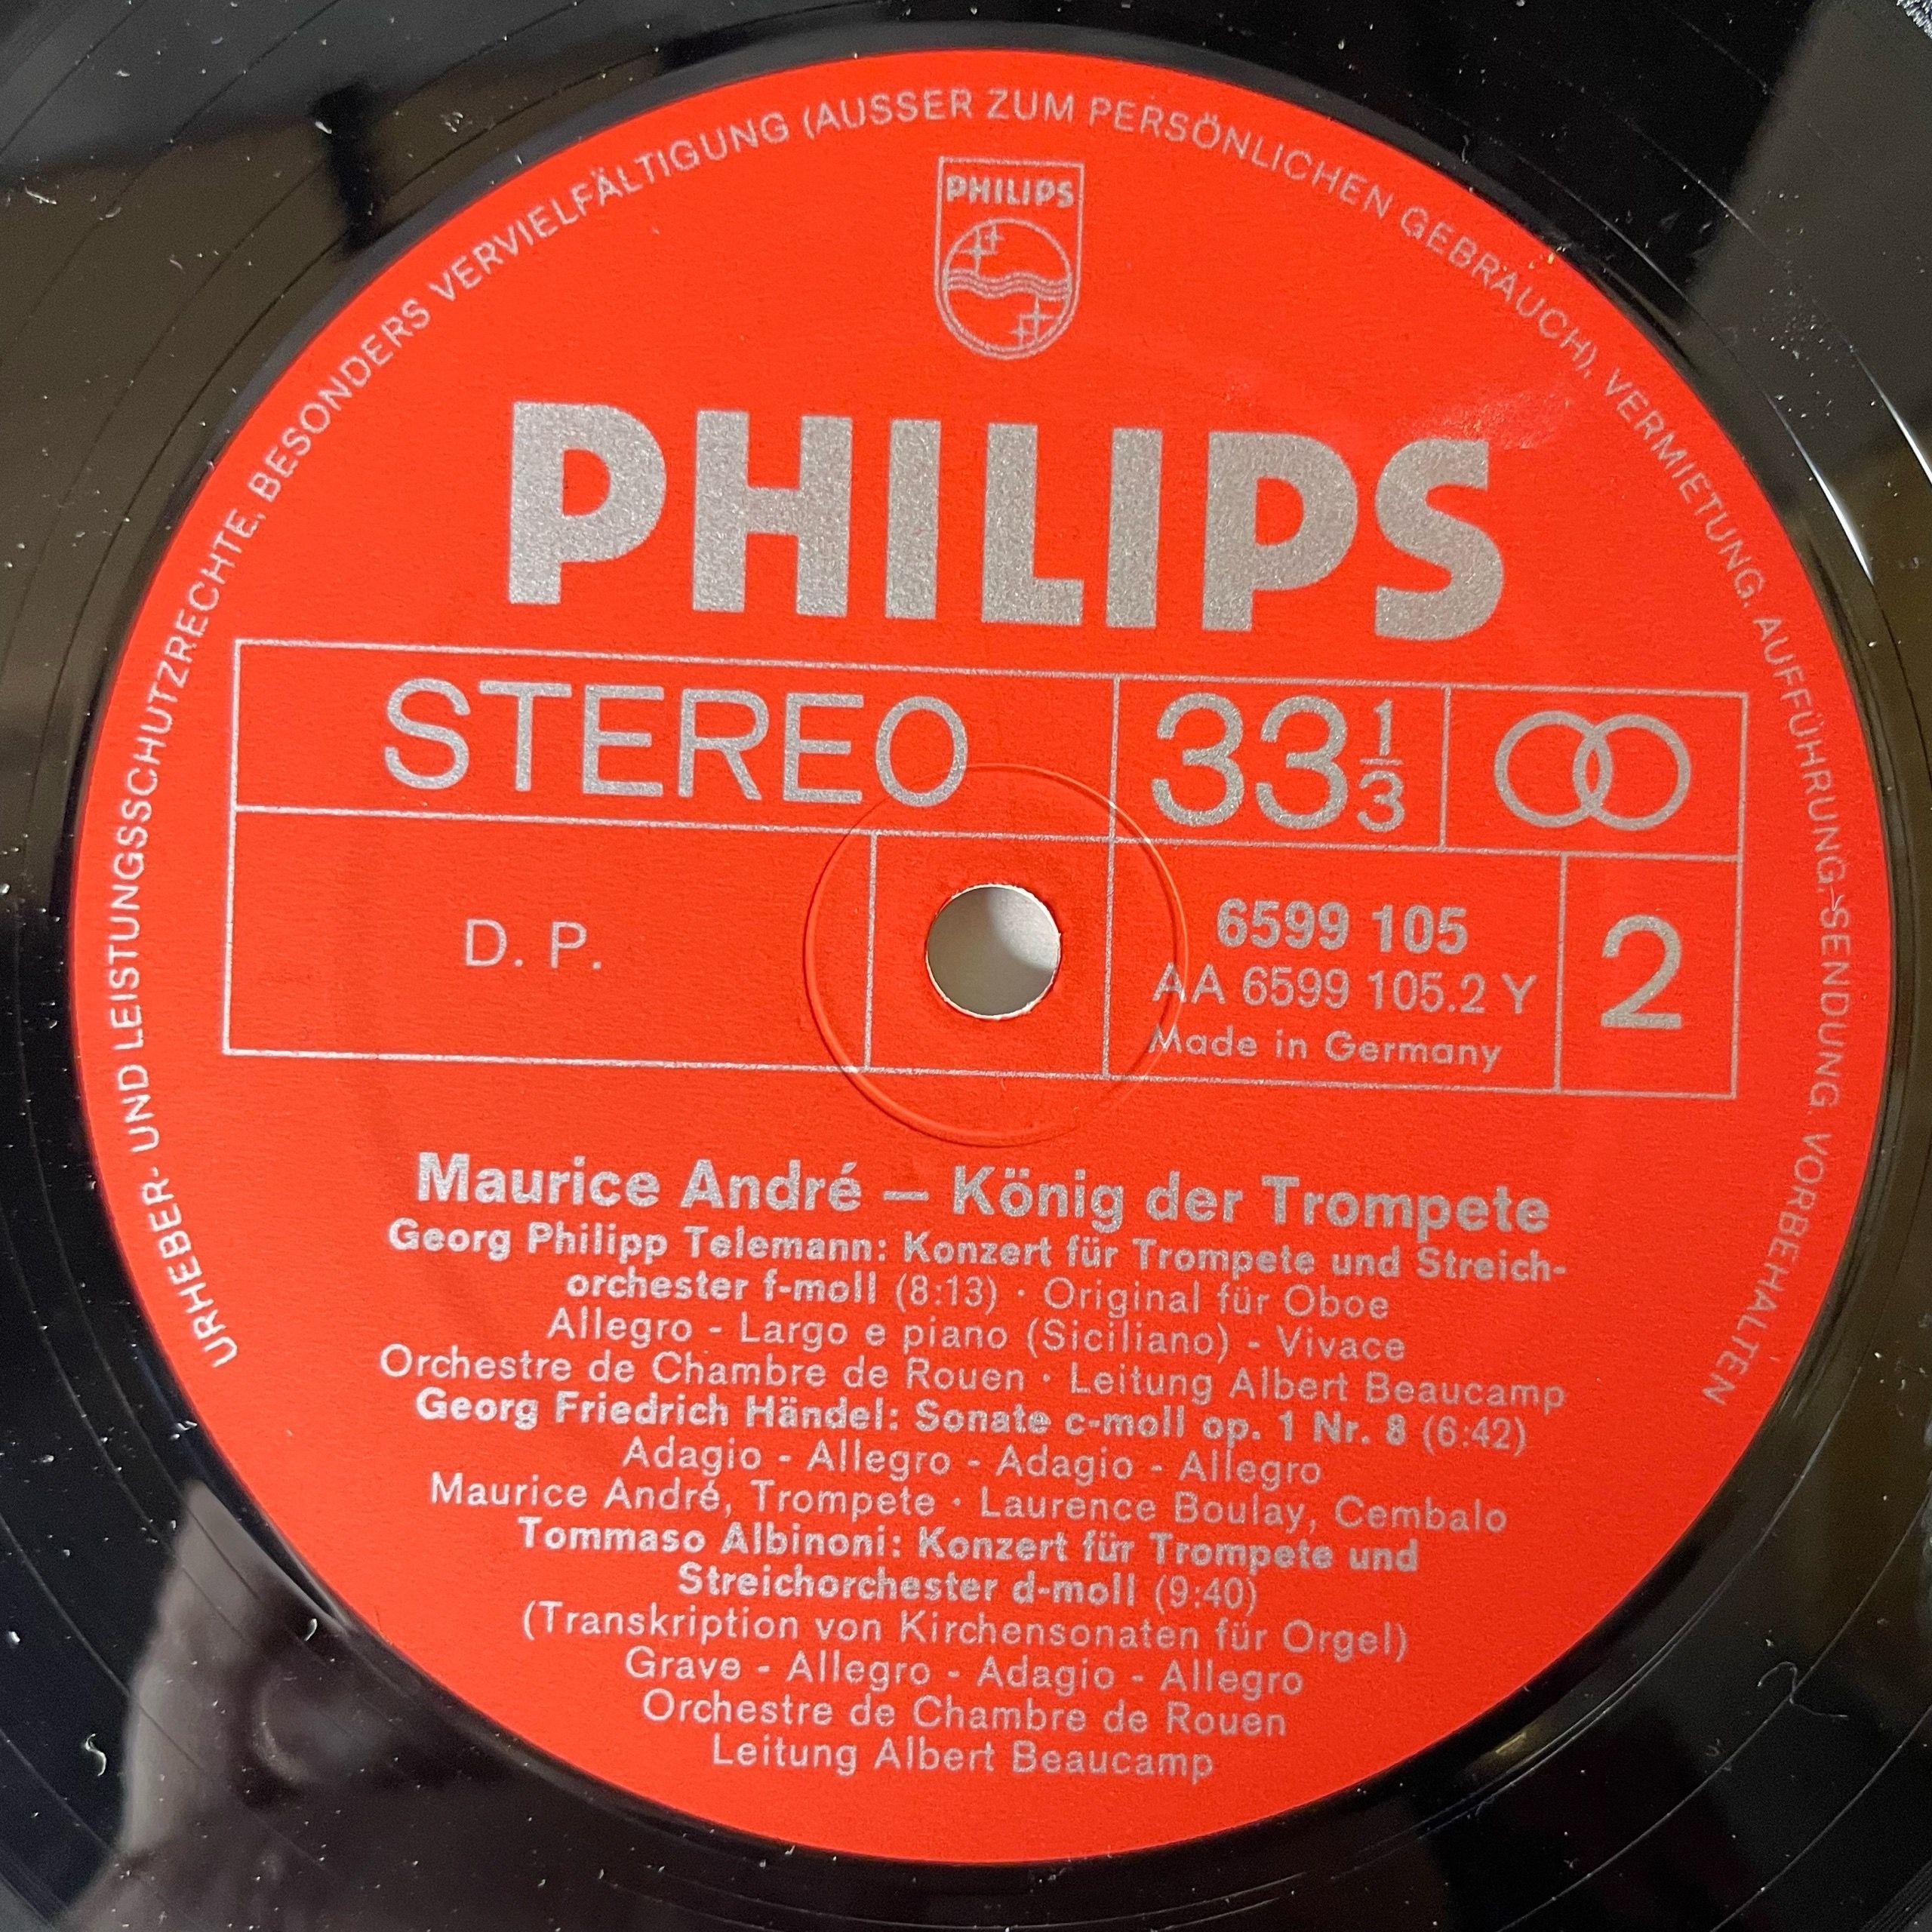 URHEBER- UND LEISTUNGSSCHUTZRECHTE, BESONDERS VERVIELFÄLTIGUNG (AUSSER ZUM PERSÖNLICHEN GEBRAUCH), VERMIETUNG, AUFFÜHRUNG, SENDUNG, VORBEHALTEN
PHILIPS
PHILIPS
STEREO
33 1/3
D. P.
6599 105
AA 6599 105.2 Y
Made in Germany
2
Maurice André – König der Trompete
Georg Philipp Telemann: Konzert für Trompete und Streich-
orchester f-moll (8:13) · Original für Oboe
Allegro - Largo e piano (Siciliano) - Vivace
Orchestre de Chambre de Rouen · Leitung Albert Beaucamp
Georg Friedrich Händel: Sonate c-moll op. 1 Nr. 8 (6:42)
Adagio - Allegro - Adagio - Allegro
Maurice André, Trompete · Laurence Boulay, Cembalo
Tommaso Albinoni: Konzert für Trompete und
Streichorchester d-moll (9:40)
(Transkription von Kirchensonaten für Orgel)
Grave - Allegro - Adagio - Allegro
Orchestre de Chambre de Rouen
Leitung Albert Beaucamp